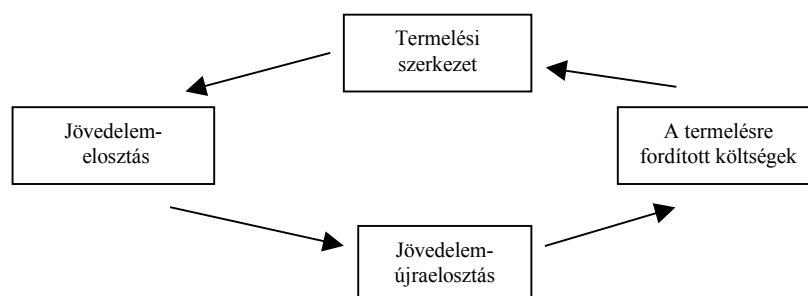 Termelési
szerkezet
Jövedelem-
elosztás
A termelésre
fordított költségek
Jövedelem-
újraelosztás